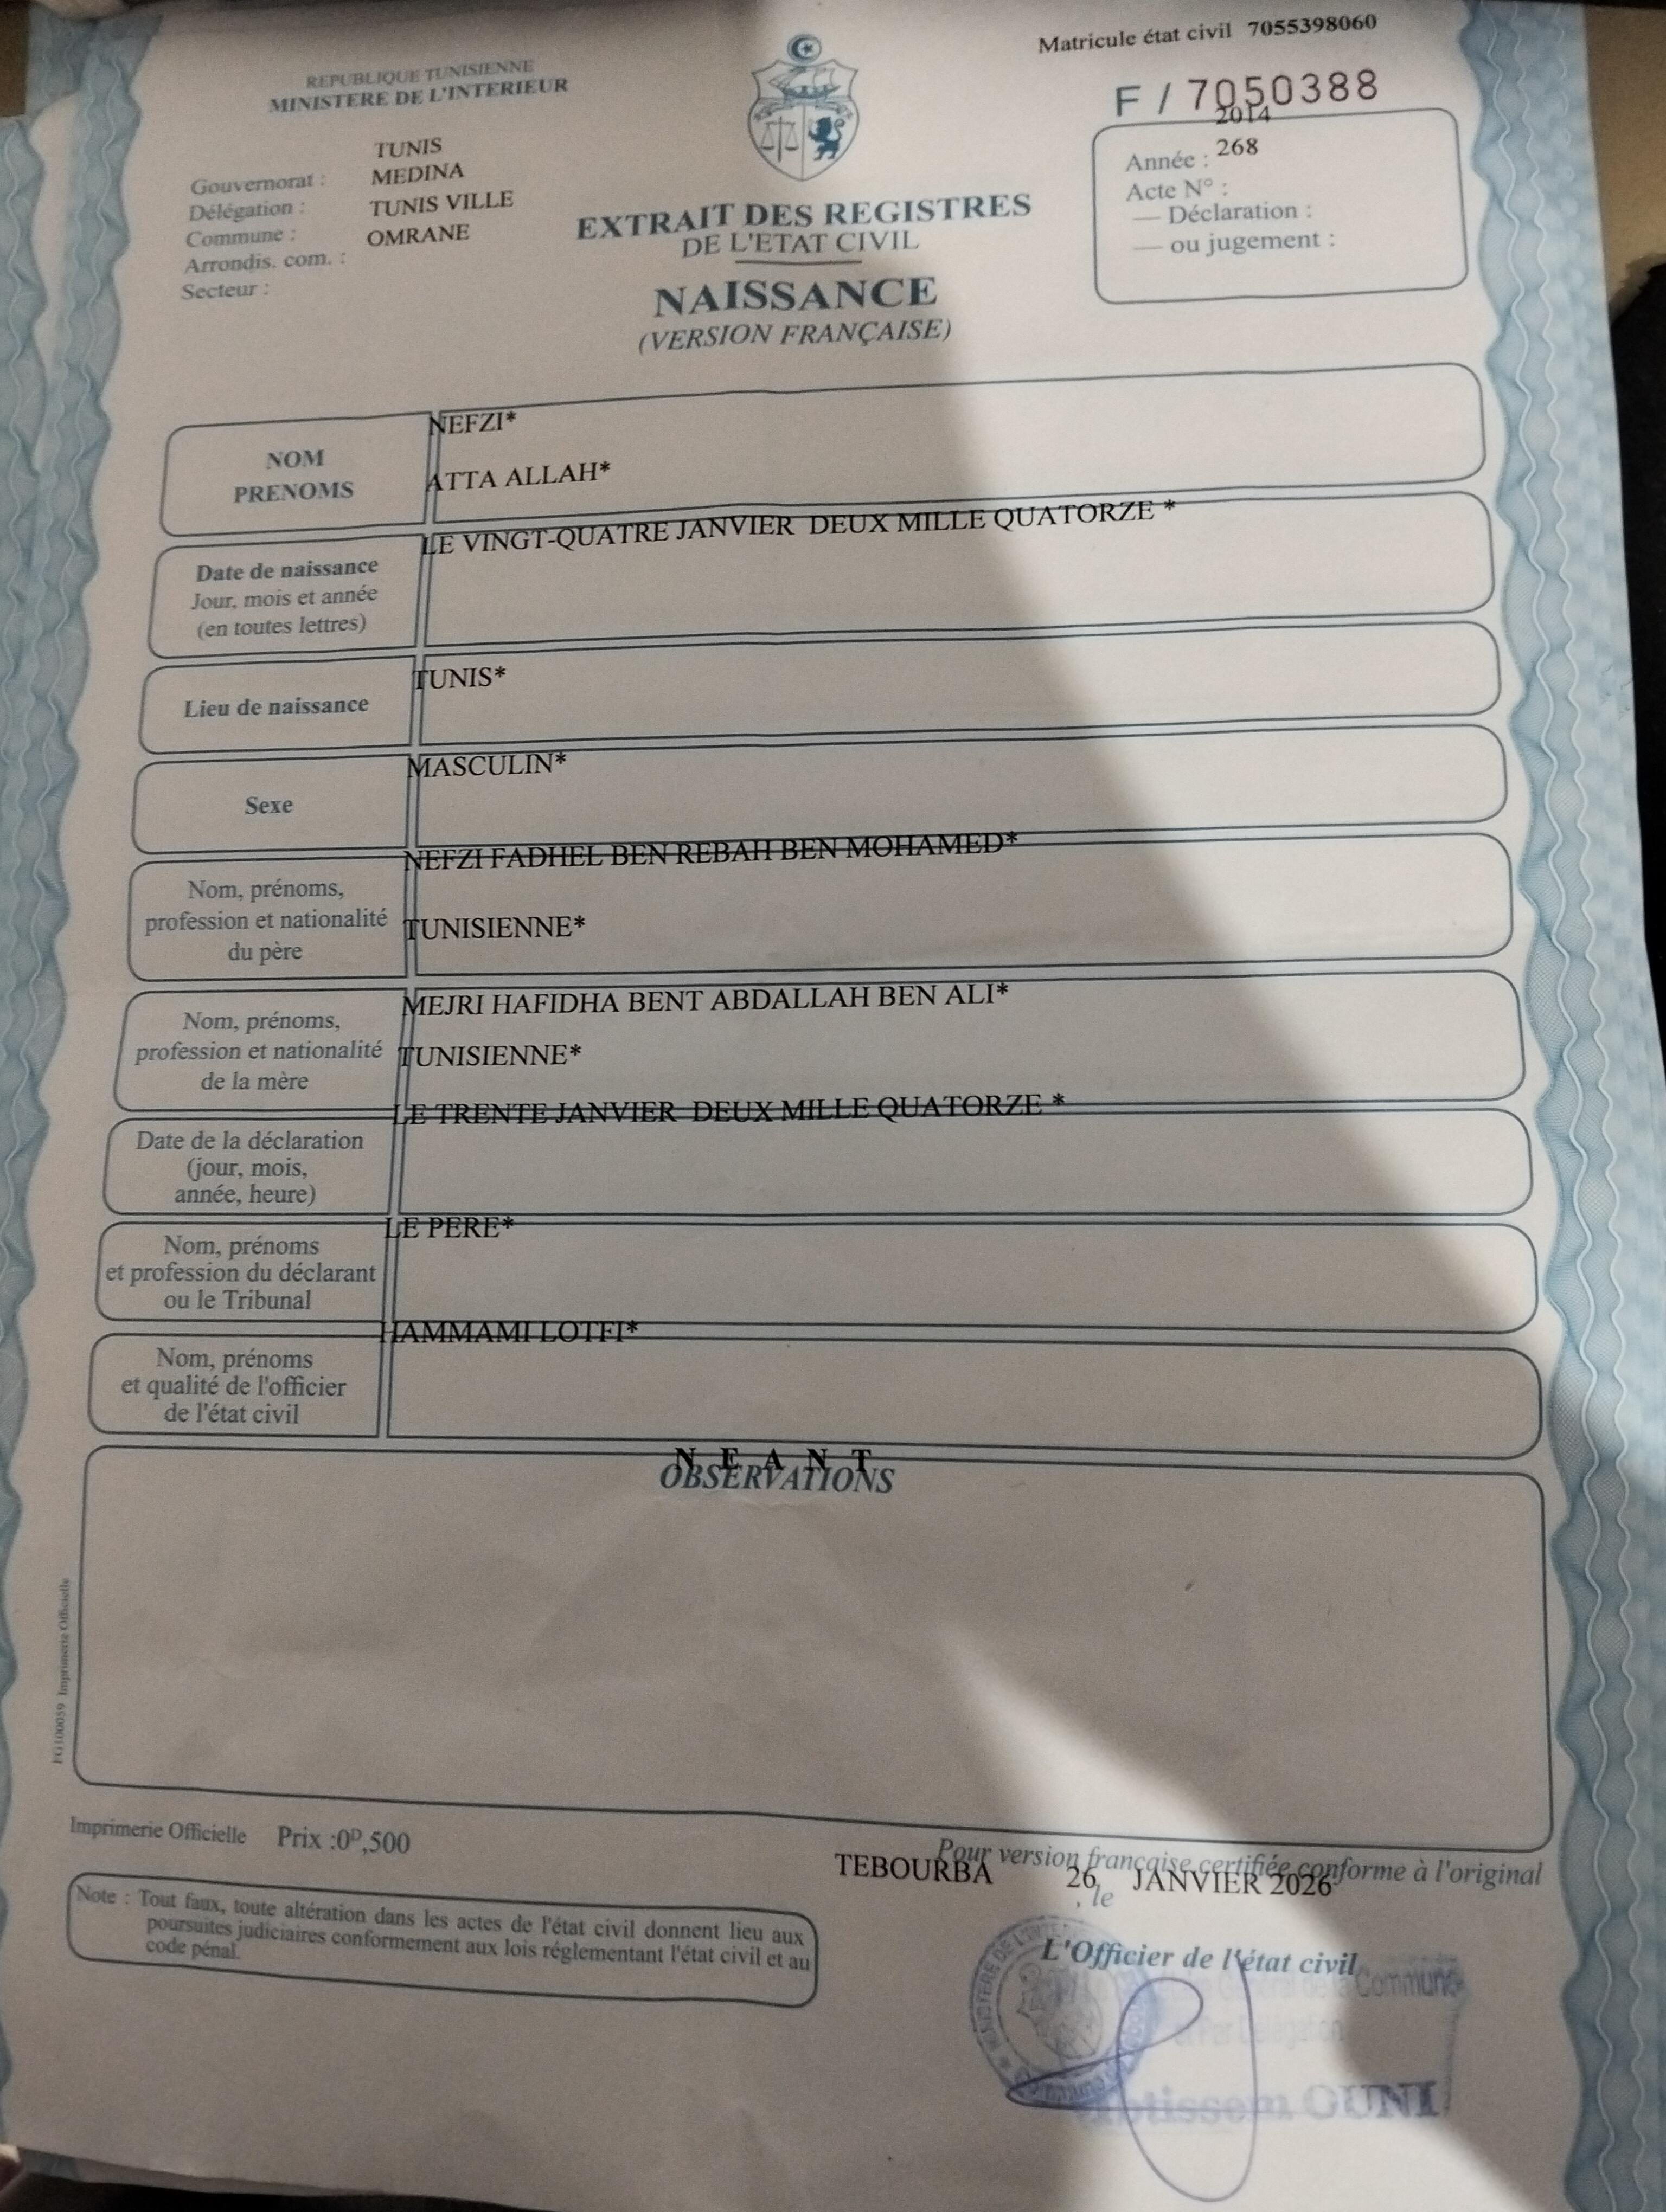 Matricule état civil 7055398060
REPUBLIQUE TUNISIENNE
MINISTERE DE L'INTERIEUR
F / 7050388
2014
Année : 268
Acte N° :
— Déclaration :
— ou jugement :
TUNIS
Gouvernorat : MEDINA
Délégation : TUNIS VILLE
Commune : OMRANE
Arrondis. com. :
Secteur :
EXTRAIT DES REGISTRES
DE L'ETAT CIVIL
NAISSANCE
(VERSION FRANÇAISE)
NEFZI*
NOM
PRENOMS
ATTA ALLAH*
LE VINGT-QUATRE JANVIER DEUX MILLE QUATORZE *
Date de naissance
Jour, mois et année
(en toutes lettres)
TUNIS*
Lieu de naissance
MASCULIN*
Sexe
NEFZI FADHEL BEN REBAH BEN MOHAMED*
Nom, prénoms,
profession et nationalité
du père
TUNISIENNE*
MEJRI HAFIDHA BENT ABDALLAH BEN ALI*
Nom, prénoms,
profession et nationalité
de la mère
TUNISIENNE*
LE TRENTE JANVIER DEUX MILLE QUATORZE *
Date de la déclaration
(jour, mois,
année, heure)
LE PERE*
Nom, prénoms
et profession du déclarant
ou le Tribunal
HAMMAMI LOTFI*
Nom, prénoms
et qualité de l'officier
de l'état civil
N E A N T
OBSERVATIONS
Imprimerie Officielle
Imprimerie Officielle Prix :0ᴰ,500
Pour version française certifiée conforme à l'original
TEBOURBA 26 JANVIER 2026
, le
Note : Tout faux, toute altération dans les actes de l'état civil donnent lieu aux
poursuites judiciaires conformement aux lois réglementant l'état civil et au
code pénal.
L'Officier de l'état civil
Commune
OUNI